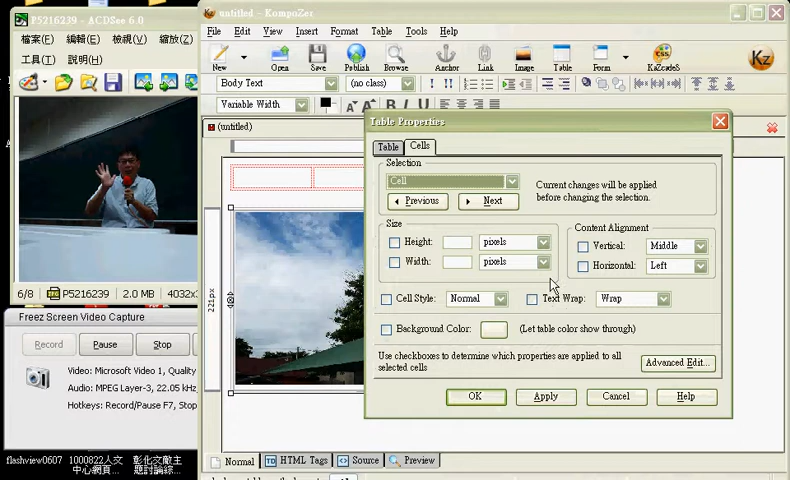 P5216239 - ACDSee 6.0
檔案(F) 編輯(E) 檢視(V) 縮放(Z)
工具(T) 說明(H)
6/8 P5216239 2.0 MB 4032x3
Freez Screen Video Capture
Record Pause Stop
Video: Microsoft Video 1, Quality
Audio: MPEG Layer-3, 22.05 kHz
Hotkeys: Record/Pause F7, Stop
flashview0607 1000822人文 彰化文獻主
中心網頁... 題討論綜...
untitled - KompoZer
File Edit View Insert Format Table Tools Help
New Open Save Publish Browse Anchor Link Image Table Form KaZcadeS
Body Text (no class) ! !!
Variable Width B I U
(untitled)
221px
Table Properties
Table Cells
Selection
Cell
Previous Next
Current changes will be applied
before changing the selection.
Size
Height: pixels
Width: pixels
Content Alignment
Vertical: Middle
Horizontal: Left
Cell Style: Normal Text Wrap: Wrap
Background Color: (Let table color show through)
Use checkboxes to determine which properties are applied to all
selected cells
Advanced Edit...
OK Apply Cancel Help
Normal HTML Tags Source Preview